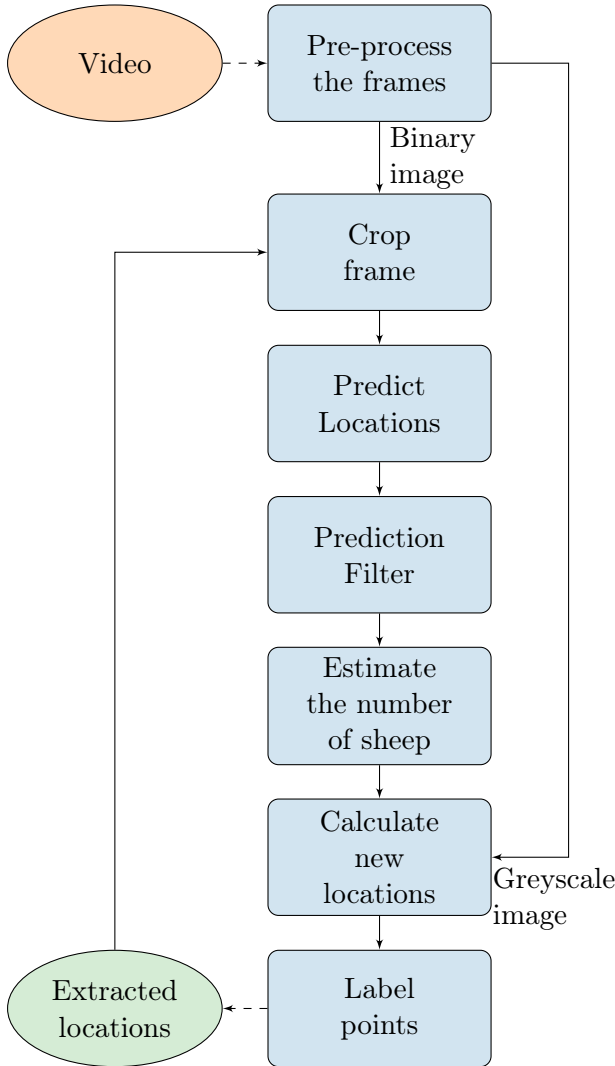 Video
Pre-process
the frames
Binary
image
Crop
frame
Predict
Locations
Prediction
Filter
Estimate
the number
of sheep
Calculate
new
locations
Greyscale
image
Extracted
locations
Label
points